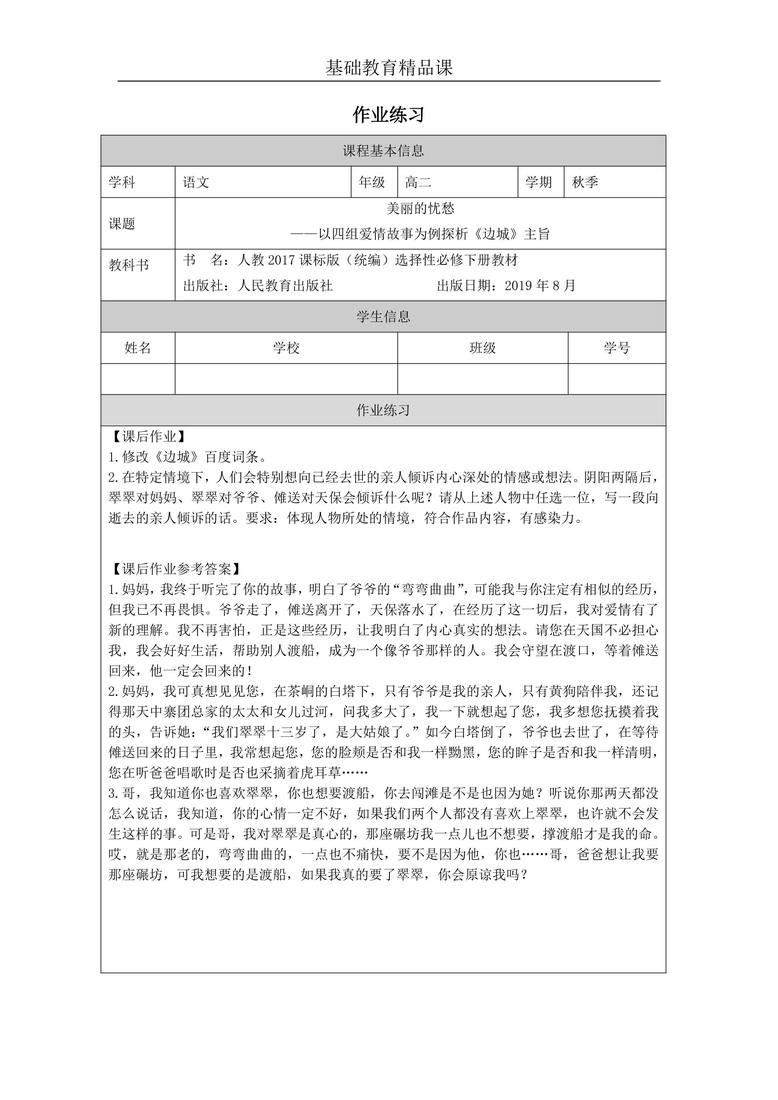 基础教育精品课
作业练习
课程基本信息
学科 语文 年级 高二 学期 秋季
课题 美丽的忧愁
——以四组爱情故事为例探析《边城》主旨
教科书 书 名：人教2017课标版（统编）选择性必修下册教材
出版社：人民教育出版社 出版日期：2019年8月
学生信息
姓名 学校 班级 学号
作业练习
【课后作业】
1.修改《边城》百度词条。
2.在特定情境下，人们会特别想向已经去世的亲人倾诉内心深处的情感或想法。阴阳两隔后，
翠翠对妈妈、翠翠对爷爷、傩送对天保会倾诉什么呢？请从上述人物中任选一位，写一段向
逝去的亲人倾诉的话。要求：体现人物所处的情境，符合作品内容，有感染力。
【课后作业参考答案】
1.妈妈，我终于听完了你的故事，明白了爷爷的“弯弯曲曲”，可能我与你注定有相似的经历，
但我已不再畏惧。爷爷走了，傩送离开了，天保落水了，在经历了这一切后，我对爱情有了
新的理解。我不再害怕，正是这些经历，让我明白了内心真实的想法。请您在天国不必担心
我，我会好好生活，帮助别人渡船，成为一个像爷爷那样的人。我会守望在渡口，等着傩送
回来，他一定会回来的！
2.妈妈，我可真想见见您，在茶峒的白塔下，只有爷爷是我的亲人，只有黄狗陪伴我，还记
得那天中寨团总家的太太和女儿过河，问我多大了，我一下就想起了您，我多想您抚摸着我
的头，告诉她：“我们翠翠十三岁了，是大姑娘了。”如今白塔倒了，爷爷也去世了，在等待
傩送回来的日子里，我常想起您，您的脸颊是否和我一样黝黑，您的眸子是否和我一样清明，
您在听爸爸唱歌时是否也采摘着虎耳草……
3.哥，我知道你也喜欢翠翠，你也想要渡船，你去闯滩是不是也因为她？听说你那两天都没
怎么说话，我知道，你的心情一定不好，如果我们两个人都没有喜欢上翠翠，也许就不会发
生这样的事。可是哥，我对翠翠是真心的，那座碾坊我一点儿也不想要，撑渡船才是我的命。
哎，就是那老的，弯弯曲曲的，一点也不痛快，要不是因为他，你也……哥，爸爸想让我要
那座碾坊，可我想要的是渡船，如果我真的要了翠翠，你会原谅我吗？